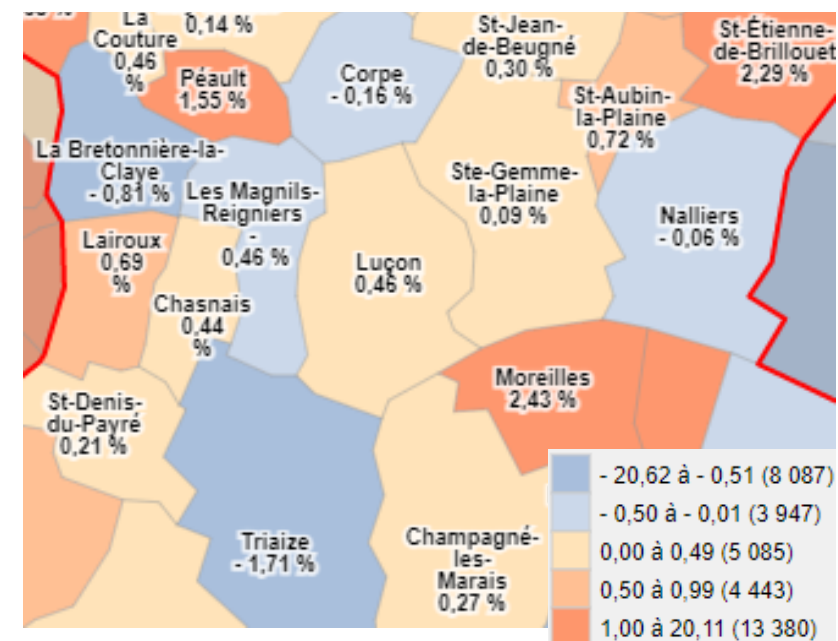 0,14 %
La
Couture
0,46
%
Péault
1,55 %
Corpe
- 0,16 %
St-Jean-
de-Beugné
0,30 %
St-Étienne-
de-Brillouet
2,29 %
St-Aubin-
la-Plaine
0,72 %
La Bretonnière-la-
Claye
- 0,81 %
Les Magnils-
Reigniers
-
0,46 %
Ste-Gemme-
la-Plaine
0,09 %
Nalliers
- 0,06 %
Lairoux
0,69
%
Luçon
0,46 %
Chasnais
0,44
%
Moreilles
2,43 %
St-Denis-
du-Payré
0,21 %
Triaize
- 1,71 %
Champagné-
les-
Marais
0,27 %
- 20,62 à - 0,51 (8 087)
- 0,50 à - 0,01 (3 947)
0,00 à 0,49 (5 085)
0,50 à 0,99 (4 443)
1,00 à 20,11 (13 380)